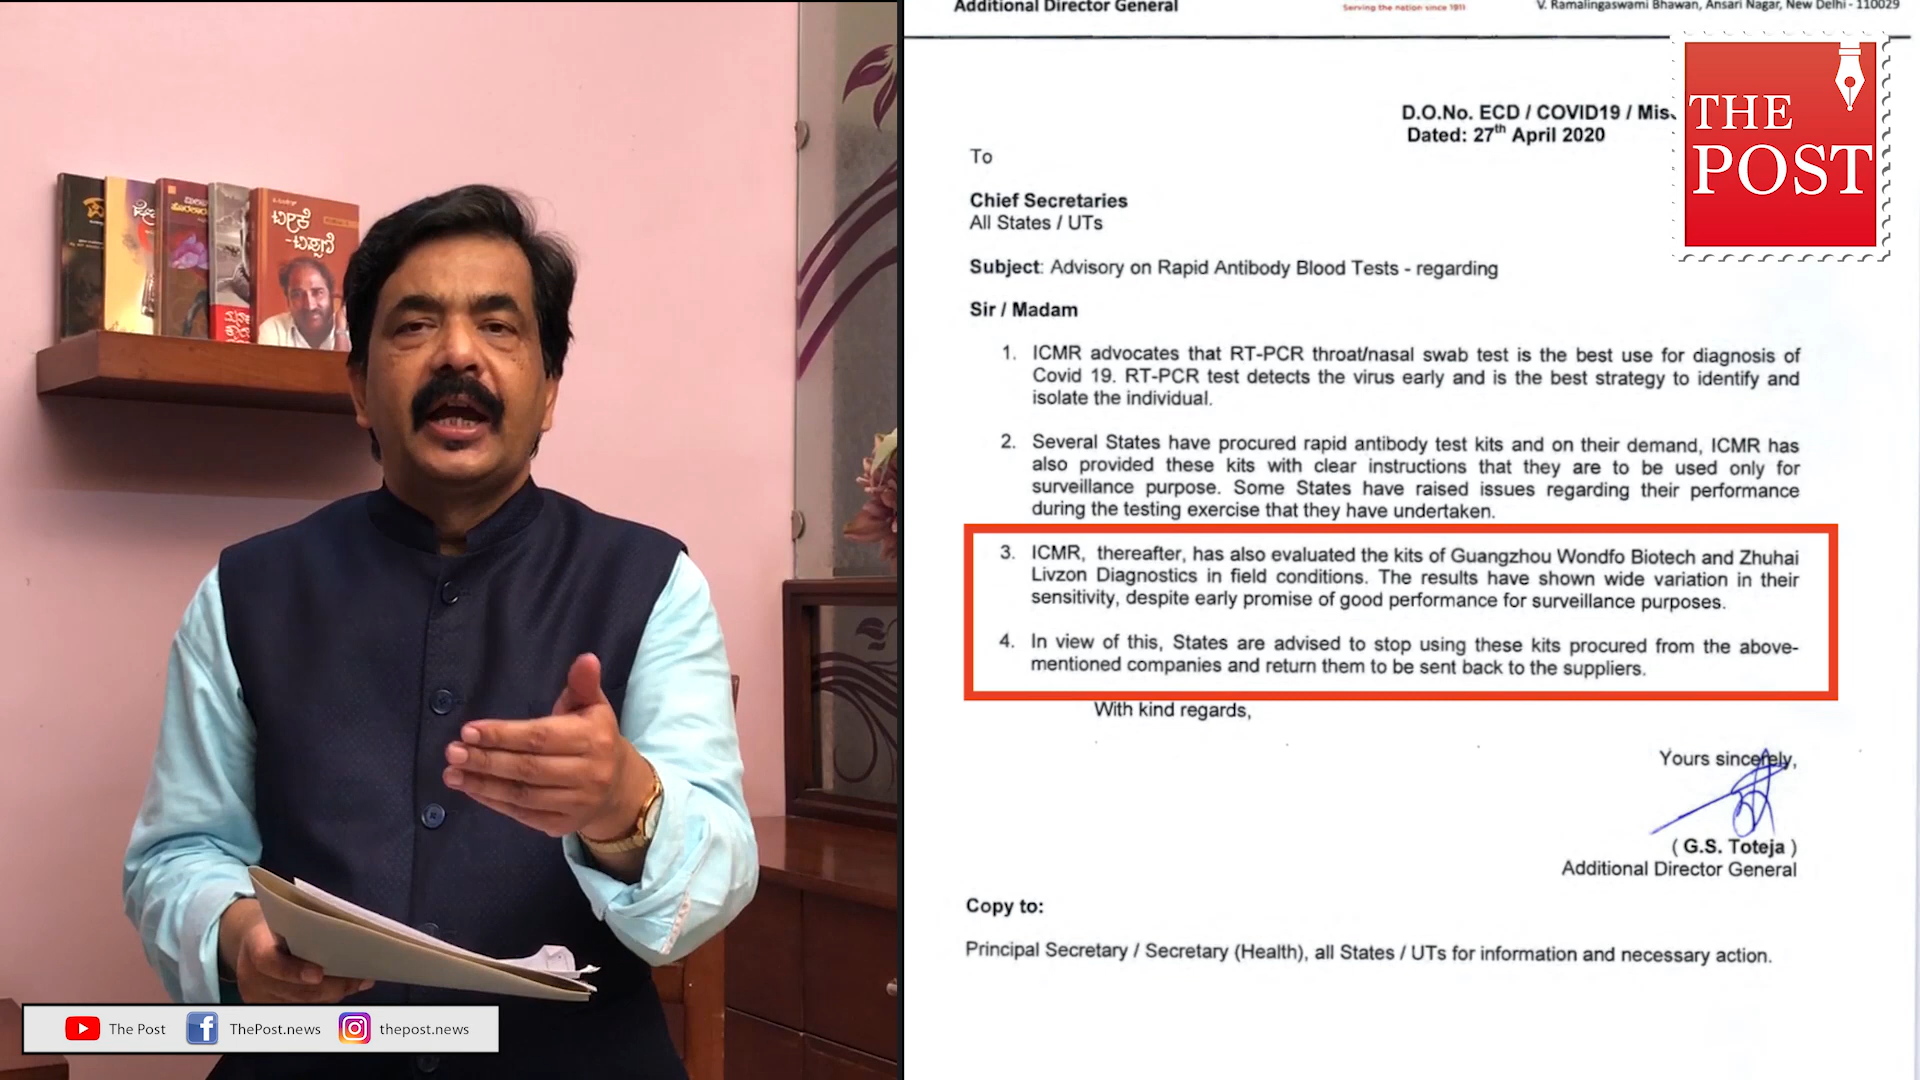 ಟೀಕೆ
-ಟಿಪ್ಪಣಿ
The Post
ThePost.news
thepost.news
Additional Director General
Serving the nation since 1911
V. Ramalingaswami Bhawan, Ansari Nagar, New Delhi - 110029
THE
POST
D.O.No. ECD / COVID19 / Mis
Dated: 27th April 2020
To
Chief Secretaries
All States / UTs
Subject: Advisory on Rapid Antibody Blood Tests - regarding
Sir / Madam
1. ICMR advocates that RT-PCR throat/nasal swab test is the best use for diagnosis of
Covid 19. RT-PCR test detects the virus early and is the best strategy to identify and
isolate the individual.
2. Several States have procured rapid antibody test kits and on their demand, ICMR has
also provided these kits with clear instructions that they are to be used only for
surveillance purpose. Some States have raised issues regarding their performance
during the testing exercise that they have undertaken.
3. ICMR, thereafter, has also evaluated the kits of Guangzhou Wondfo Biotech and Zhuhai
Livzon Diagnostics in field conditions. The results have shown wide variation in their
sensitivity, despite early promise of good performance for surveillance purposes.
4. In view of this, States are advised to stop using these kits procured from the above-
mentioned companies and return them to be sent back to the suppliers.
With kind regards,
Yours sincerely,
( G.S. Toteja )
Additional Director General
Copy to:
Principal Secretary / Secretary (Health), all States / UTs for information and necessary action.